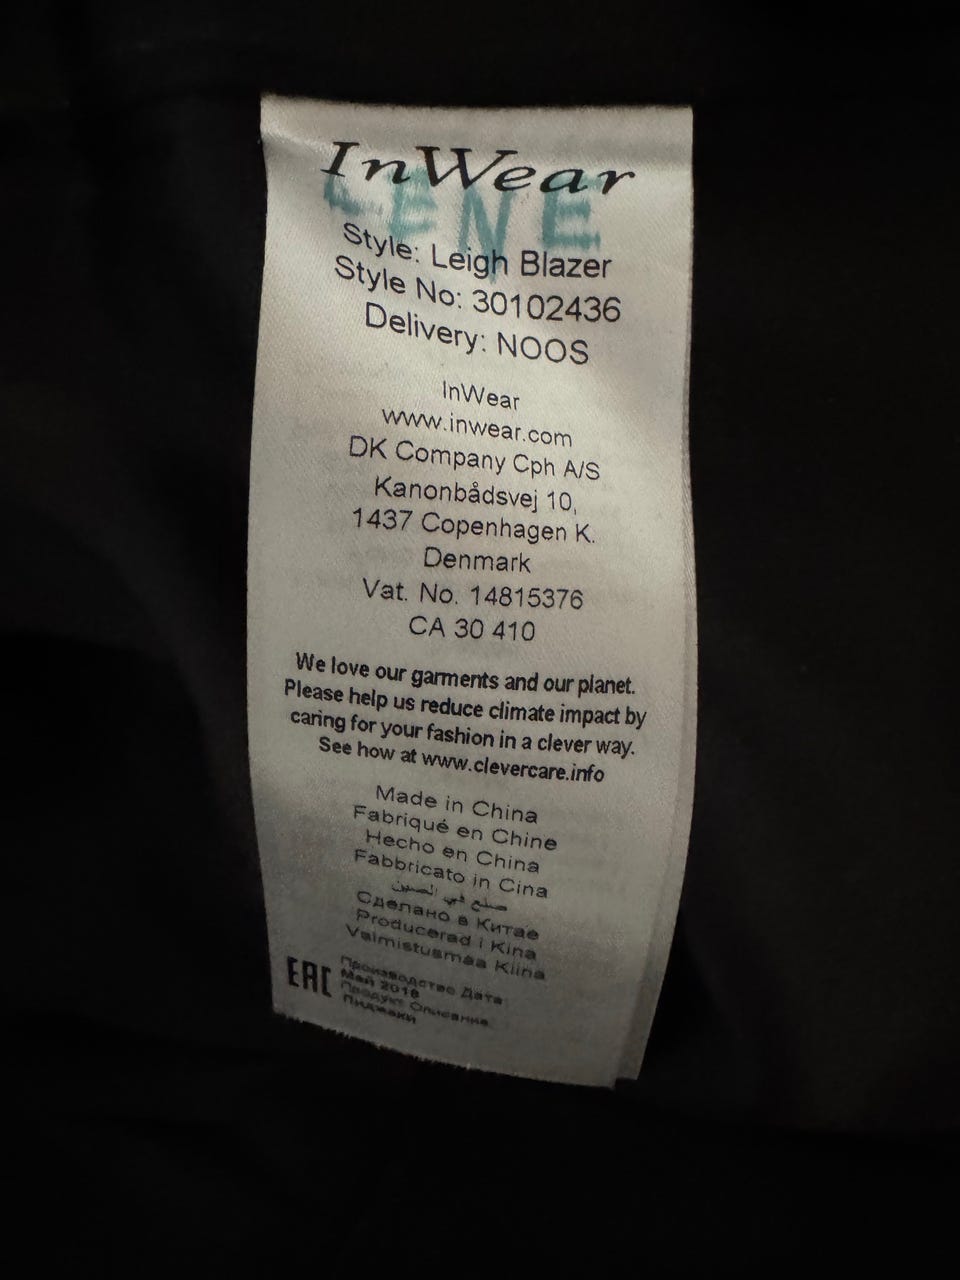 InWear
LENE
Style: Leigh Blazer
Style No: 30102436
Delivery: NOOS
InWear
www.inwear.com
DK Company Cph A/S
Kanonbådsvej 10,
1437 Copenhagen K.
Denmark
Vat. No. 14815376
CA 30 410
We love our garments and our planet.
Please help us reduce climate impact by
caring for your fashion in a clever way.
See how at www.clevercare.info
Made in China
Fabriqué en Chine
Hecho en China
Fabbricato in Cina
صنع في الصين
Сделано в Китае
Producerad i Kina
Valmistusmaa Kiina
EAC
Производство Дата
Май 2018
Продукт Описание
Пиджаки